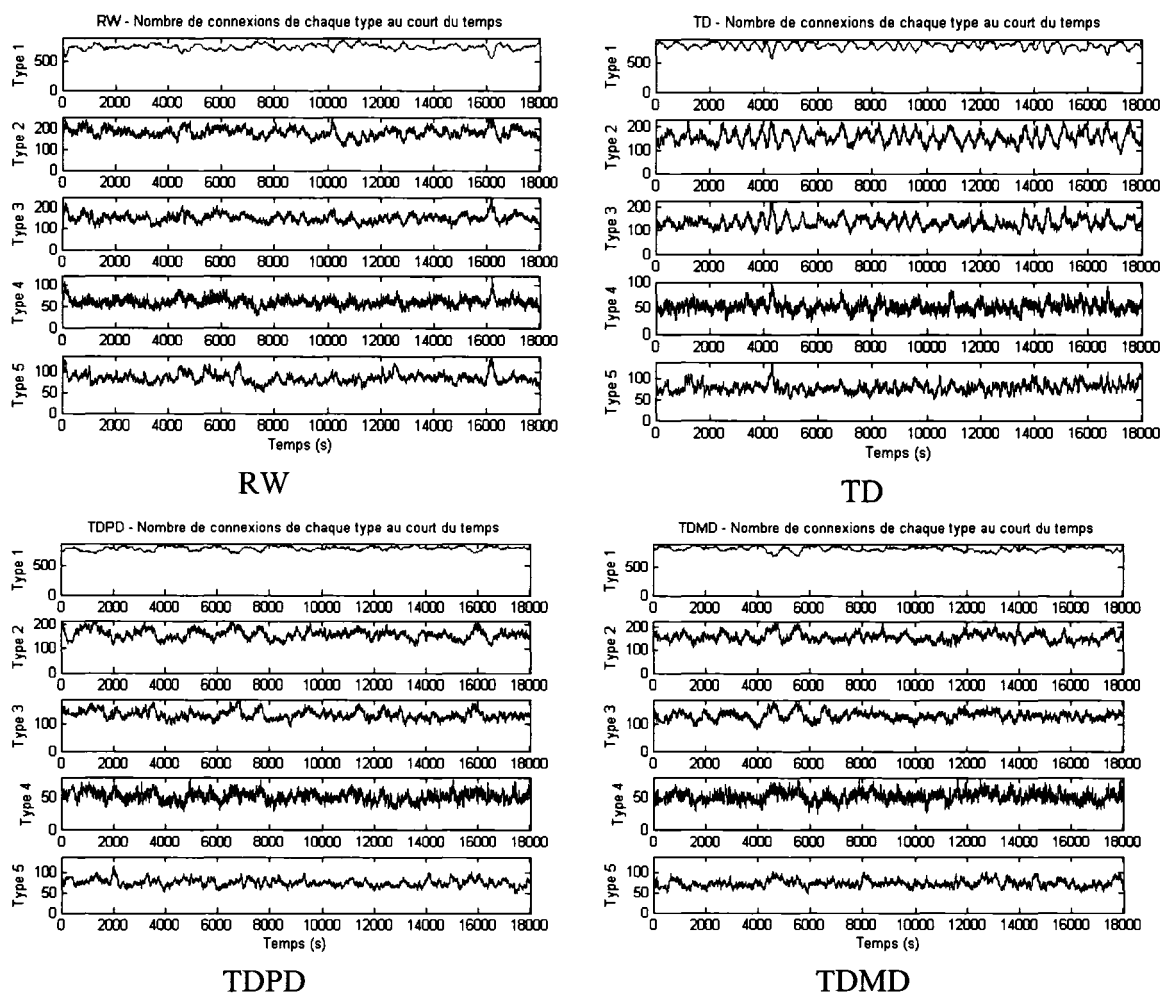 RW - Nombre de connexions de chaque type au court du temps
Type 1
500
0
0 2000 4000 6000 8000 10000 12000 14000 16000 18000
Type 2
200
100
0
0 2000 4000 6000 8000 10000 12000 14000 16000 18000
Type 3
200
100
0
0 2000 4000 6000 8000 10000 12000 14000 16000 18000
Type 4
100
50
0
0 2000 4000 6000 8000 10000 12000 14000 16000 18000
Type 5
100
50
0
0 2000 4000 6000 8000 10000 12000 14000 16000 18000
Temps (s)
RW
TD - Nombre de connexions de chaque type au court du temps
Type 1
500
0
0 2000 4000 6000 8000 10000 12000 14000 16000 18000
Type 2
200
100
0
0 2000 4000 6000 8000 10000 12000 14000 16000 18000
Type 3
200
100
0
0 2000 4000 6000 8000 10000 12000 14000 16000 18000
Type 4
100
50
0
0 2000 4000 6000 8000 10000 12000 14000 16000 18000
Type 5
100
50
0
0 2000 4000 6000 8000 10000 12000 14000 16000 18000
Temps (s)
TD
TDPD - Nombre de connexions de chaque type au court du temps
Type 1
500
0
0 2000 4000 6000 8000 10000 12000 14000 16000 18000
Type 2
200
100
0
0 2000 4000 6000 8000 10000 12000 14000 16000 18000
Type 3
100
0
0 2000 4000 6000 8000 10000 12000 14000 16000 18000
Type 4
50
0
0 2000 4000 6000 8000 10000 12000 14000 16000 18000
Type 5
100
50
0
0 2000 4000 6000 8000 10000 12000 14000 16000 18000
Temps (s)
TDPD
TDMD - Nombre de connexions de chaque type au court du temps
Type 1
500
0
0 2000 4000 6000 8000 10000 12000 14000 16000 18000
Type 2
200
100
0
0 2000 4000 6000 8000 10000 12000 14000 16000 18000
Type 3
100
0
0 2000 4000 6000 8000 10000 12000 14000 16000 18000
Type 4
50
0
0 2000 4000 6000 8000 10000 12000 14000 16000 18000
Type 5
100
50
0
0 2000 4000 6000 8000 10000 12000 14000 16000 18000
Temps (s)
TDMD